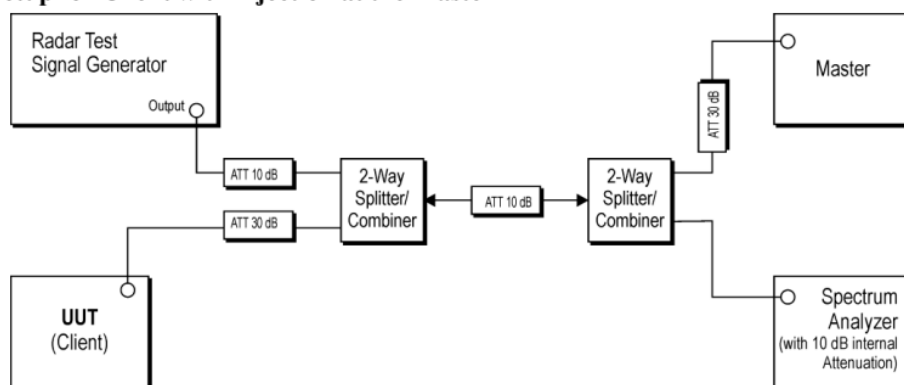 Radar Test
Signal Generator
Output
ATT 10 dB
ATT 30 dB
2-Way
Splitter/
Combiner
ATT 10 dB
2-Way
Splitter/
Combiner
ATT 30 dB
Master
UUT
(Client)
Spectrum
Analyzer
(with 10 dB internal
Attenuation)